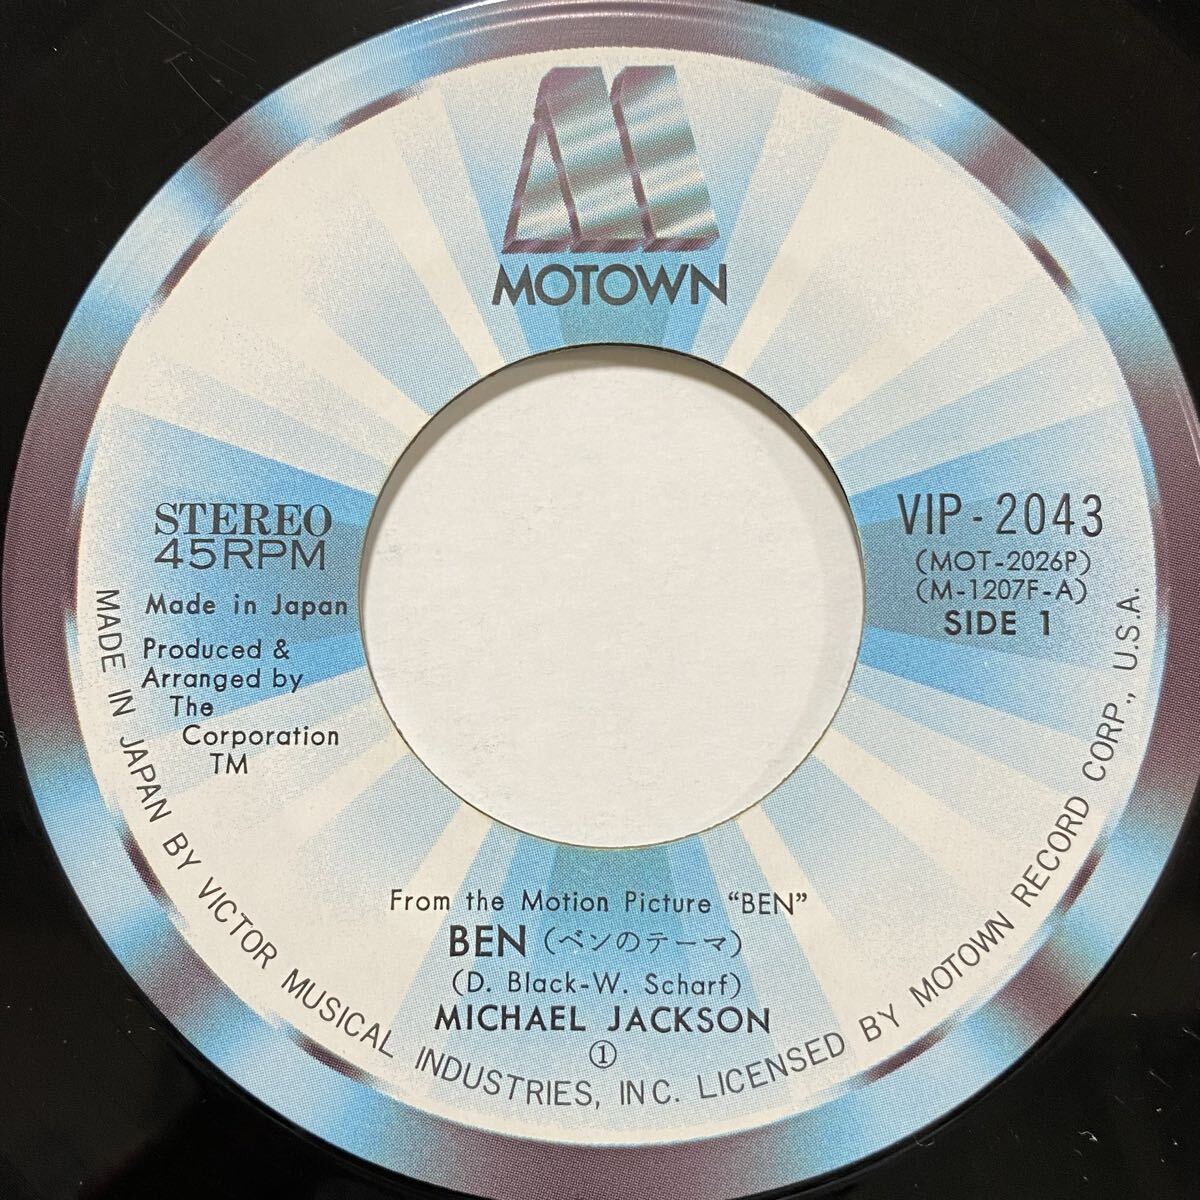 MOTOWN
STEREO
45RPM
Made in Japan
Produced &
Arranged by
The
Corporation
TM
VIP-2043
(MOT-2026P)
(M-1207F-A)
SIDE 1
From the Motion Picture “BEN”
BEN (ベンのテーマ)
(D. Black-W. Scharf)
MICHAEL JACKSON
①
MADE IN JAPAN BY VICTOR MUSICAL INDUSTRIES, INC. LICENSED BY MOTOWN RECORD CORP., U.S.A.